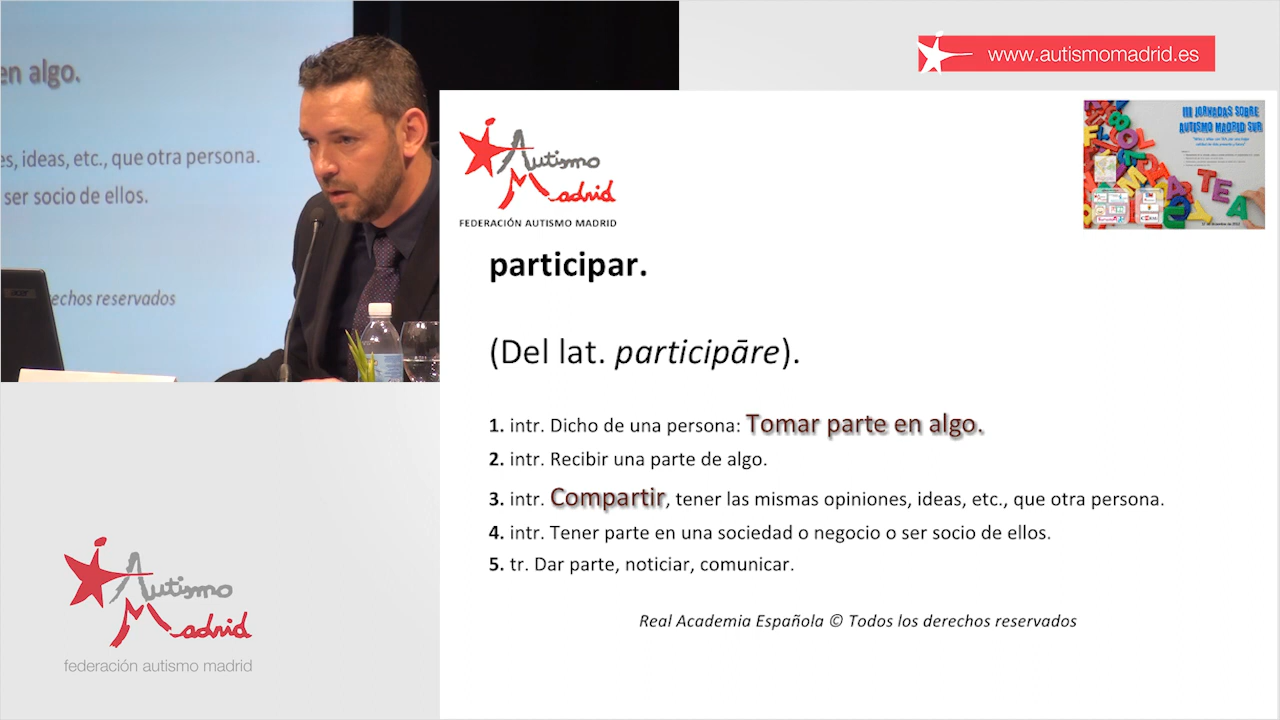 en algo.
es, ideas, etc., que otra persona.
ser socio de ellos.
echos reservados
acer
www.autismomadrid.es
Autismo
Madrid
FEDERACIÓN AUTISMO MADRID
III JORNADAS SOBRE
AUTISMO MADRID SUR
TEA
participar.
(Del lat. participāre).
1. intr. Dicho de una persona: Tomar parte en algo.
2. intr. Recibir una parte de algo.
3. intr. Compartir, tener las mismas opiniones, ideas, etc., que otra persona.
4. intr. Tener parte en una sociedad o negocio o ser socio de ellos.
5. tr. Dar parte, noticiar, comunicar.
Real Academia Española © Todos los derechos reservados
Autismo
Madrid
federación autismo madrid